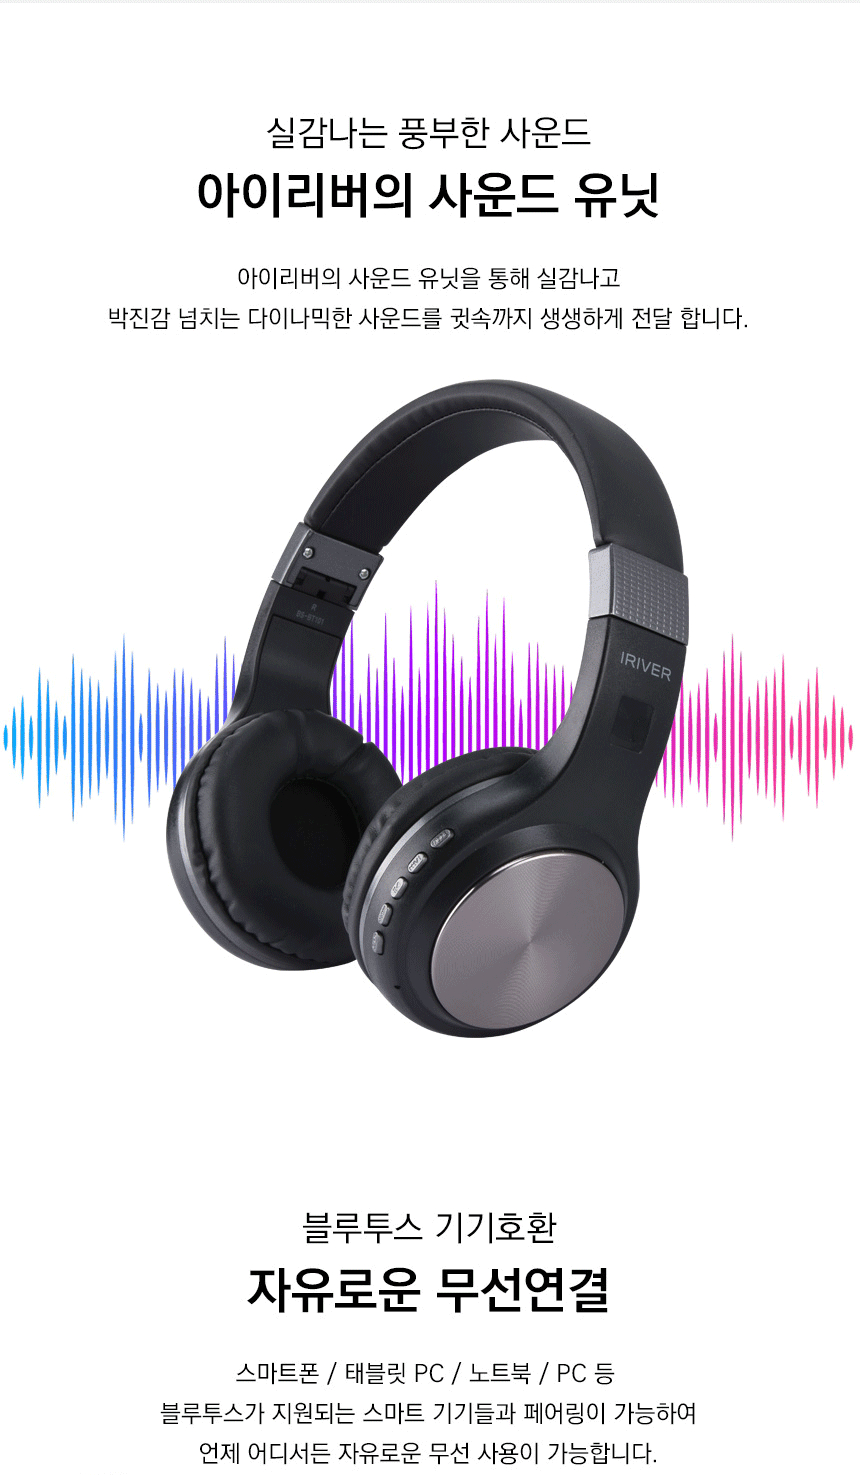 실감나는 풍부한 사운드
아이리버의 사운드 유닛
아이리버의 사운드 유닛을 통해 실감나고
박진감 넘치는 다이나믹한 사운드를 귓속까지 생생하게 전달 합니다.
R
IRIVER
블루투스 기기호환
자유로운 무선연결
스마트폰 / 태블릿 PC / 노트북 / PC 등
블루투스가 지원되는 스마트 기기들과 페어링이 가능하여
언제 어디서든 자유로운 무선 사용이 가능합니다.